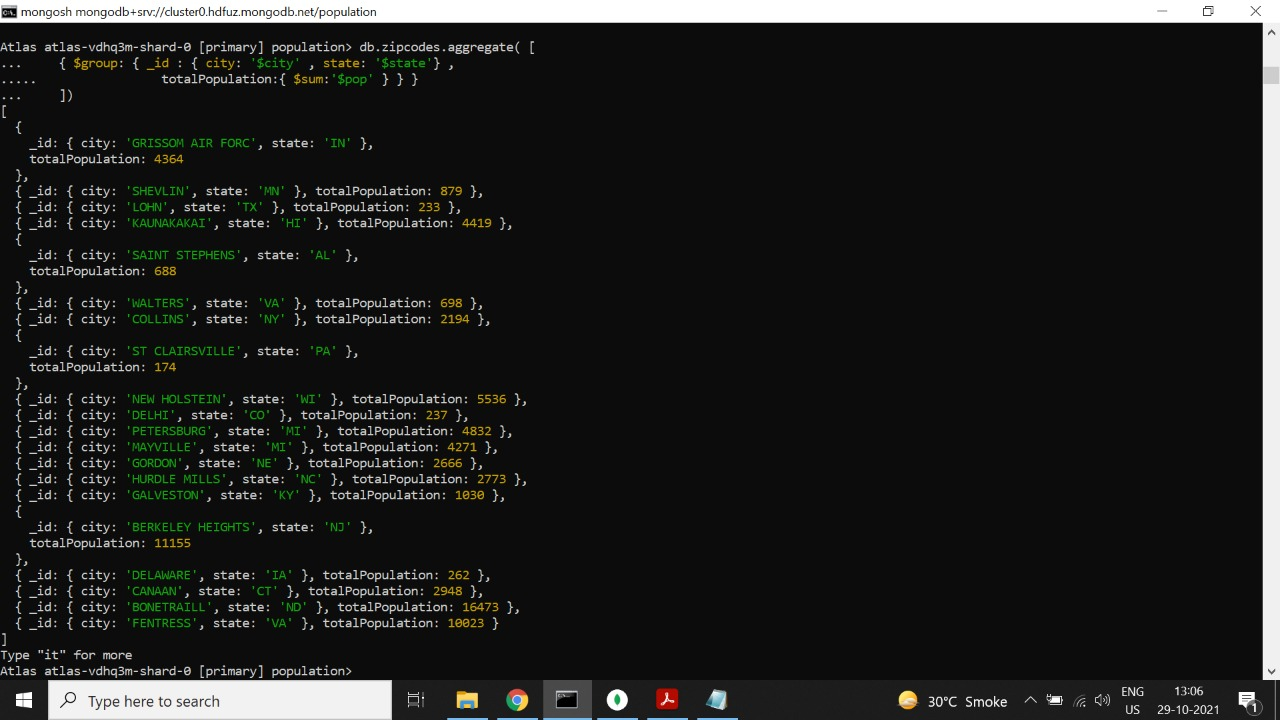 mongosh mongodb+srv://cluster0.hdfuz.mongodb.net/population
Atlas atlas-vdhq3m-shard-0 [primary] population> db.zipcodes.aggregate( [
...     { $group: { _id : { city: '$city' , state: '$state'} ,
.....                 totalPopulation:{ $sum:'$pop' } } }
...     ])
[
  {
    _id: { city: 'GRISSOM AIR FORC', state: 'IN' },
    totalPopulation: 4364
  },
  { _id: { city: 'SHEVLIN', state: 'MN' }, totalPopulation: 879 },
  { _id: { city: 'LOHN', state: 'TX' }, totalPopulation: 233 },
  { _id: { city: 'KAUNAKAKAI', state: 'HI' }, totalPopulation: 4419 },
  {
    _id: { city: 'SAINT STEPHENS', state: 'AL' },
    totalPopulation: 688
  },
  { _id: { city: 'WALTERS', state: 'VA' }, totalPopulation: 698 },
  { _id: { city: 'COLLINS', state: 'NY' }, totalPopulation: 2194 },
  {
    _id: { city: 'ST CLAIRSVILLE', state: 'PA' },
    totalPopulation: 174
  },
  { _id: { city: 'NEW HOLSTEIN', state: 'WI' }, totalPopulation: 5536 },
  { _id: { city: 'DELHI', state: 'CO' }, totalPopulation: 237 },
  { _id: { city: 'PETERSBURG', state: 'MI' }, totalPopulation: 4832 },
  { _id: { city: 'MAYVILLE', state: 'MI' }, totalPopulation: 4271 },
  { _id: { city: 'GORDON', state: 'NE' }, totalPopulation: 2666 },
  { _id: { city: 'HURDLE MILLS', state: 'NC' }, totalPopulation: 2773 },
  { _id: { city: 'GALVESTON', state: 'KY' }, totalPopulation: 1030 },
  {
    _id: { city: 'BERKELEY HEIGHTS', state: 'NJ' },
    totalPopulation: 11155
  },
  { _id: { city: 'DELAWARE', state: 'IA' }, totalPopulation: 262 },
  { _id: { city: 'CANAAN', state: 'CT' }, totalPopulation: 2948 },
  { _id: { city: 'BONETRAILL', state: 'ND' }, totalPopulation: 16473 },
  { _id: { city: 'FENTRESS', state: 'VA' }, totalPopulation: 10023 }
]
Type "it" for more
Atlas atlas-vdhq3m-shard-0 [primary] population>
Type here to search
30°C Smoke
ENG
US
13:06
29-10-2021
1